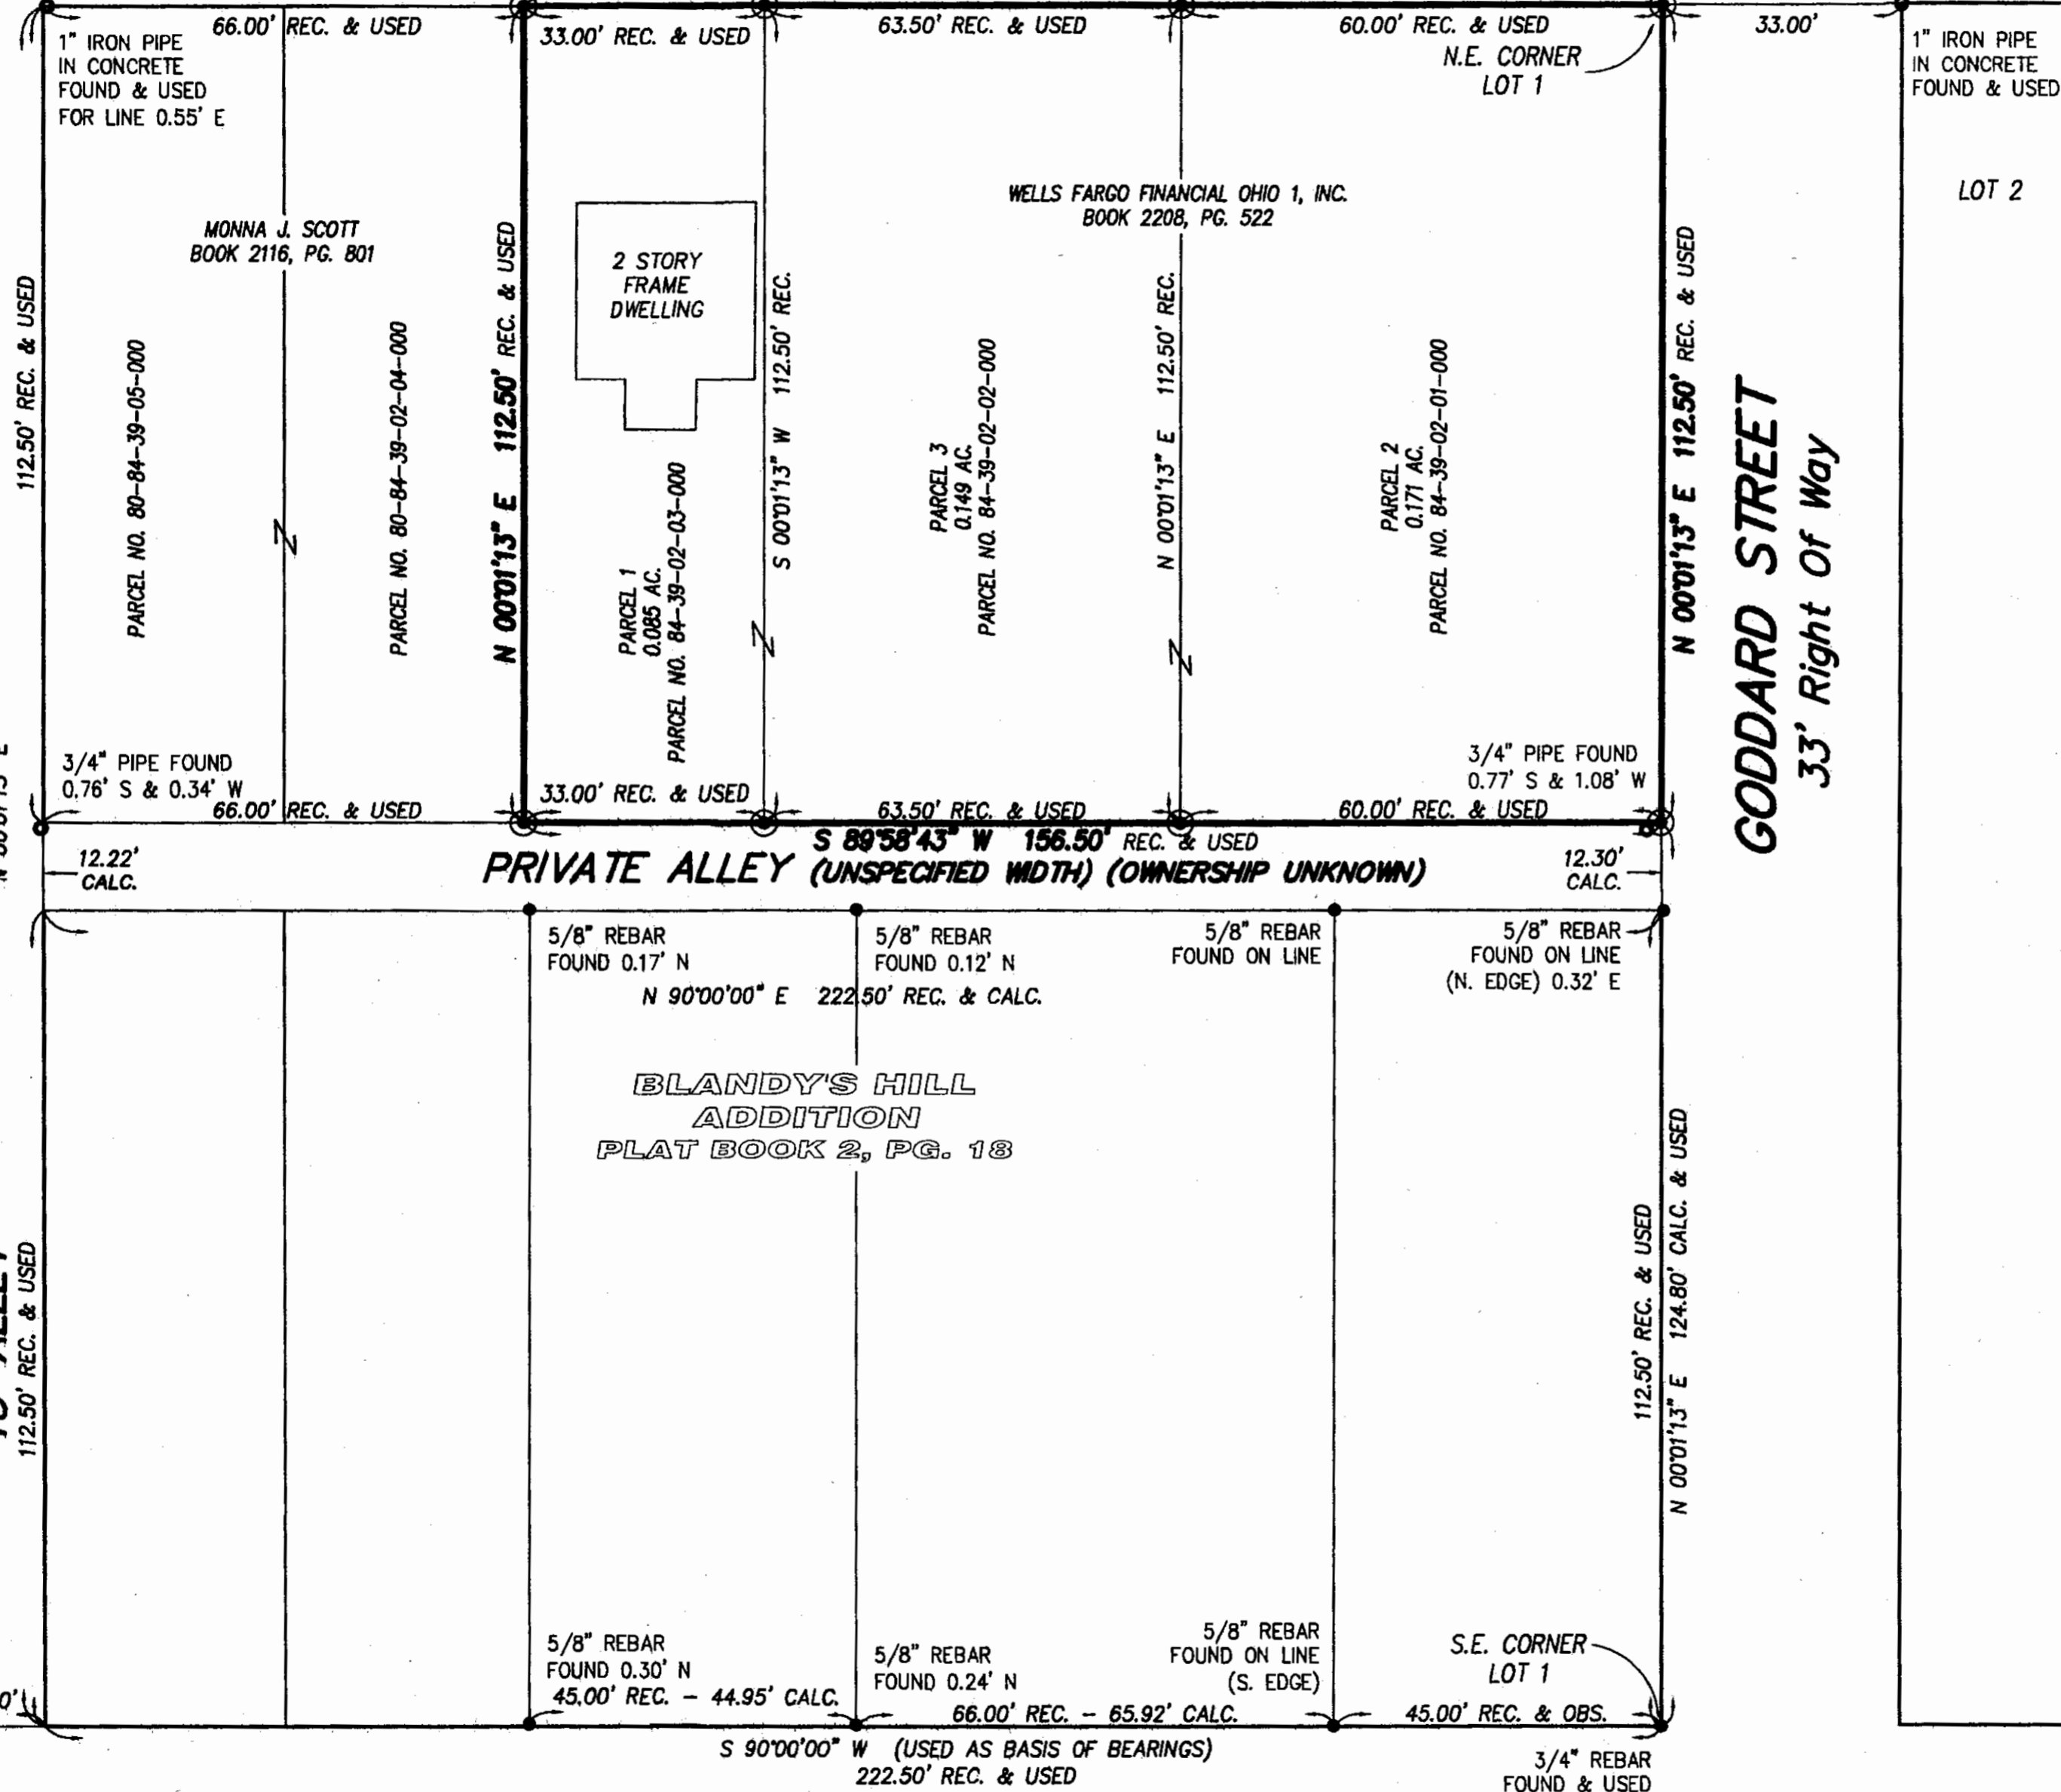 66.00' REC. & USED
33.00' REC. & USED
63.50' REC. & USED
60.00' REC. & USED
33.00'
1" IRON PIPE
IN CONCRETE
FOUND & USED
FOR LINE 0.55' E
N.E. CORNER
LOT 1
1" IRON PIPE
IN CONCRETE
FOUND & USED
LOT 2
MONNA J. SCOTT
BOOK 2116, PG. 801
WELLS FARGO FINANCIAL OHIO 1, INC.
BOOK 2208, PG. 522
2 STORY
FRAME
DWELLING
112.50' REC. & USED
PARCEL NO. 80-84-39-05-000
PARCEL NO. 80-84-39-02-04-000
N 00°01'13" E 112.50' REC. & USED
PARCEL 1
0.085 AC.
PARCEL NO. 84-39-02-03-000
S 00°01'13" W 112.50' REC.
PARCEL 3
0.149 AC.
PARCEL NO. 84-39-02-02-000
N 00°01'13" E 112.50' REC.
PARCEL 2
0.171 AC.
PARCEL NO. 84-39-02-01-000
N 00°01'13" E 112.50' REC. & USED
GODDARD STREET
33' Right Of Way
3/4" PIPE FOUND
0.76' S & 0.34' W
3/4" PIPE FOUND
0.77' S & 1.08' W
66.00' REC. & USED
33.00' REC. & USED
63.50' REC. & USED
60.00' REC. & USED
S 89°58'43" W 156.50' REC. & USED
PRIVATE ALLEY (UNSPECIFIED WIDTH) (OWNERSHIP UNKNOWN)
12.22'
CALC.
12.30'
CALC.
5/8" REBAR
FOUND 0.17' N
5/8" REBAR
FOUND 0.12' N
5/8" REBAR
FOUND ON LINE
5/8" REBAR
FOUND ON LINE
(N. EDGE) 0.32' E
N 90°00'00" E 222.50' REC. & CALC.
BLANDY'S HILL
ADDITION
PLAT BOOK 2, PG. 18
112.50' REC. & USED
112.50' REC. & USED
N 00°01'13" E 124.80' CALC. & USED
5/8" REBAR
FOUND 0.30' N
5/8" REBAR
FOUND 0.24' N
5/8" REBAR
FOUND ON LINE
(S. EDGE)
S.E. CORNER
LOT 1
45.00' REC. - 44.95' CALC.
66.00' REC. - 65.92' CALC.
45.00' REC. & OBS.
S 90°00'00" W (USED AS BASIS OF BEARINGS)
222.50' REC. & USED
3/4" REBAR
FOUND & USED